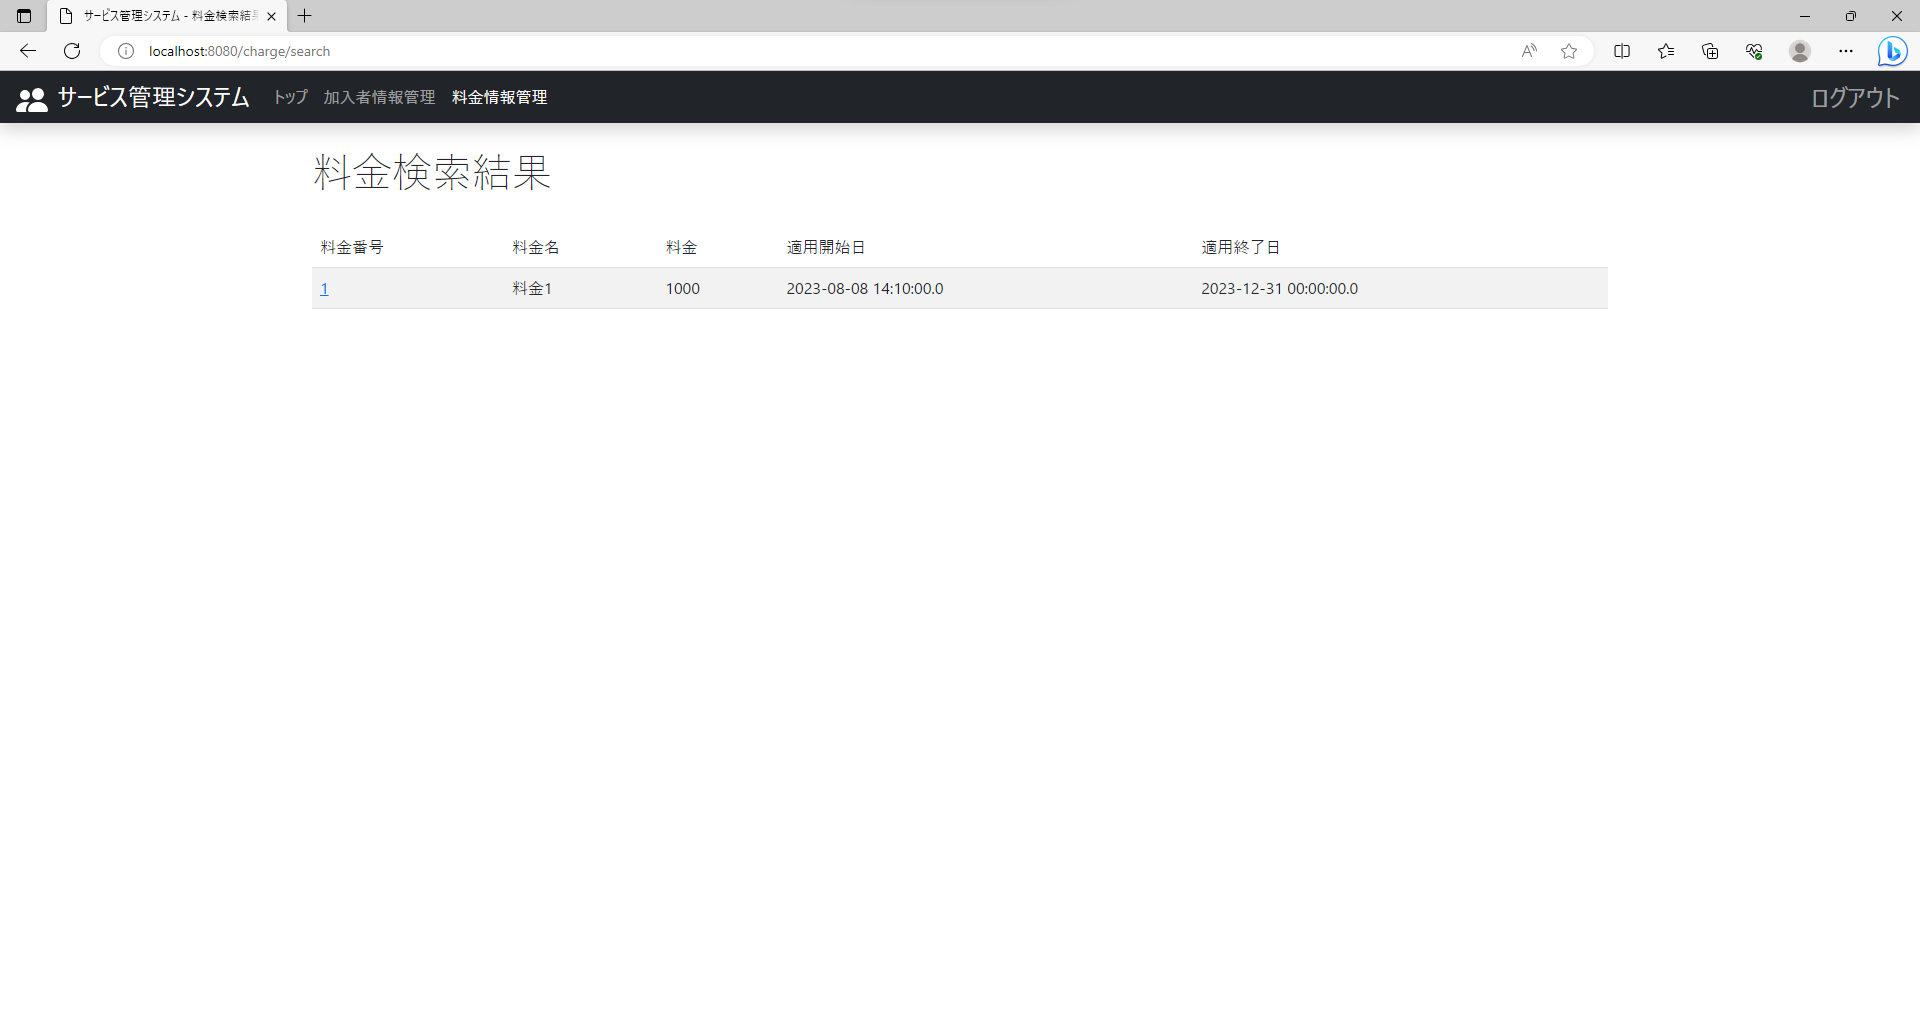 サービス管理システム - 料金検索結
localhost:8080/charge/search
サービス管理システム トップ 加入者情報管理 料金情報管理 ログアウト
料金検索結果
料金番号 料金名 料金 適用開始日 適用終了日
1 料金1 1000 2023-08-08 14:10:00.0 2023-12-31 00:00:00.0